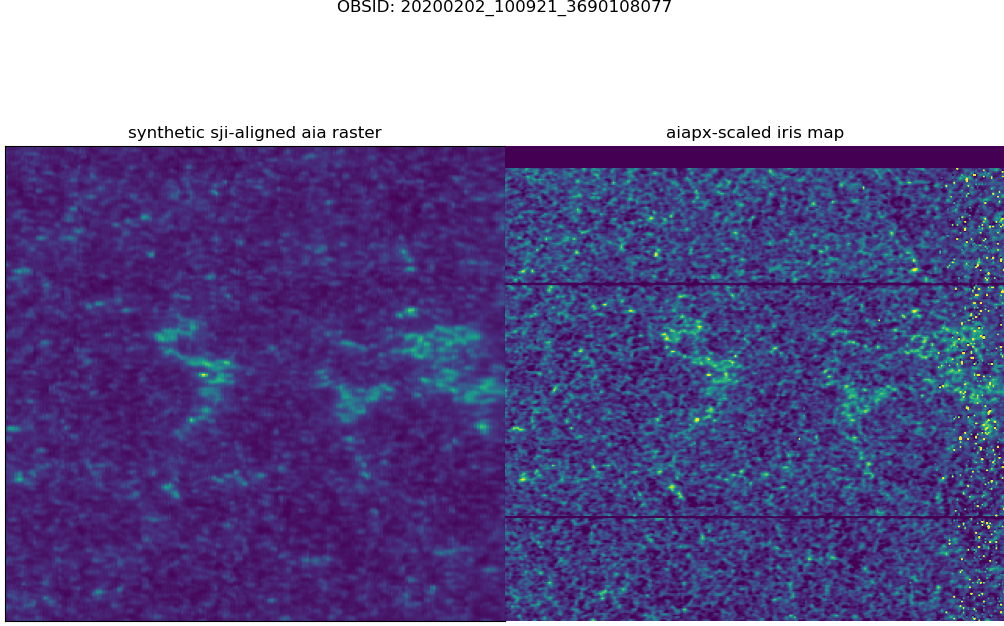 OBSID: 20200202_100921_3690108077
synthetic sji-aligned aia raster
aiapx-scaled iris map